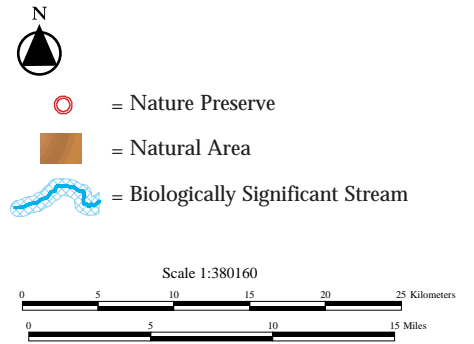 N
= Nature Preserve
= Natural Area
= Biologically Significant Stream
Scale 1:380160
0 5 10 15 20 25 Kilometers
0 5 10 15 Miles